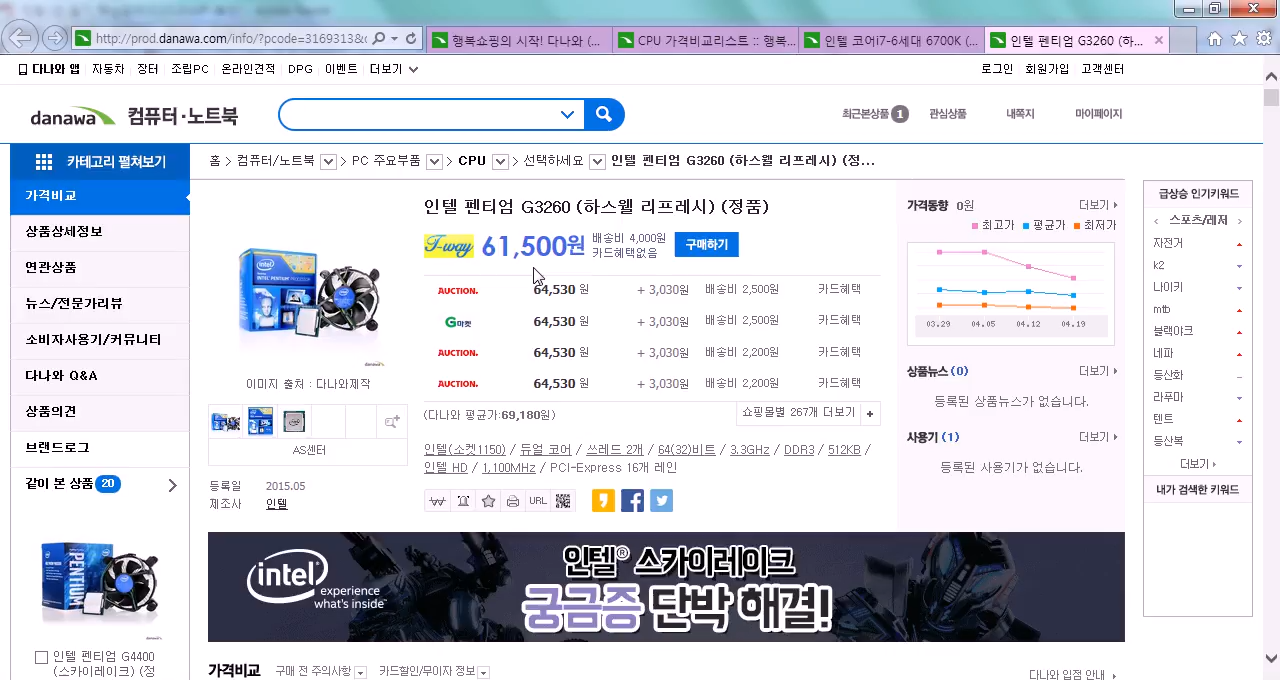 http://prod.danawa.com/info/?pcode=3169313&c
행복쇼핑의 시작! 다나와 (...
CPU 가격비교리스트 :: 행복...
인텔 코어i7-6세대 6700K (...
인텔 펜티엄 G3260 (하...
다나와 앱 자동차 장터 조립PC 온라인견적 DPG 이벤트 더보기
로그인 회원가입 고객센터
danawa 컴퓨터·노트북
최근본상품 1 관심상품 내쪽지 마이페이지
카테고리 펼쳐보기
홈 > 컴퓨터/노트북 > PC 주요부품 > CPU > 선택하세요 인텔 펜티엄 G3260 (하스웰 리프레시) (정...
가격비교
상품상세정보
연관상품
뉴스/전문가리뷰
소비자사용기/커뮤니티
다나와 Q&A
상품의견
브랜드로그
같이 본 상품 20
인텔 펜티엄 G4400
(스카이레이크) (정
이미지 출처 : 다나와제작
AS센터
등록일 2015.05
제조사 인텔
인텔 펜티엄 G3260 (하스웰 리프레시) (정품)
T-way 61,500원 배송비 4,000원 카드혜택없음 구매하기
AUCTION. 64,530 원 + 3,030원 배송비 2,500원 카드혜택
G마켓 64,530 원 + 3,030원 배송비 2,500원 카드혜택
AUCTION. 64,530 원 + 3,030원 배송비 2,200원 카드혜택
AUCTION. 64,530 원 + 3,030원 배송비 2,200원 카드혜택
(다나와 평균가:69,180원) 쇼핑몰별 267개 더보기 +
인텔(소켓1150) / 듀얼 코어 / 쓰레드 2개 / 64(32)비트 / 3.3GHz / DDR3 / 512KB /
인텔 HD / 1,100MHz / PCI-Express 16개 레인
URL
가격동향 0원 더보기
최고가 평균가 최저가
03.29 04.05 04.12 04.19
상품뉴스 (0) 더보기
등록된 상품뉴스가 없습니다.
사용기 (1) 더보기
등록된 사용기가 없습니다.
급상승 인기키워드
스포츠/레저
자전거
k2
나이키
mtb
블랙야크
네파
등산화
라푸마
텐트
등산복
더보기
내가 검색한 키워드
intel experience what's inside™
인텔® 스카이레이크
궁금증 단박 해결!
가격비교 구매 전 주의사항 카드할인/무이자 정보
다나와 입점 안내